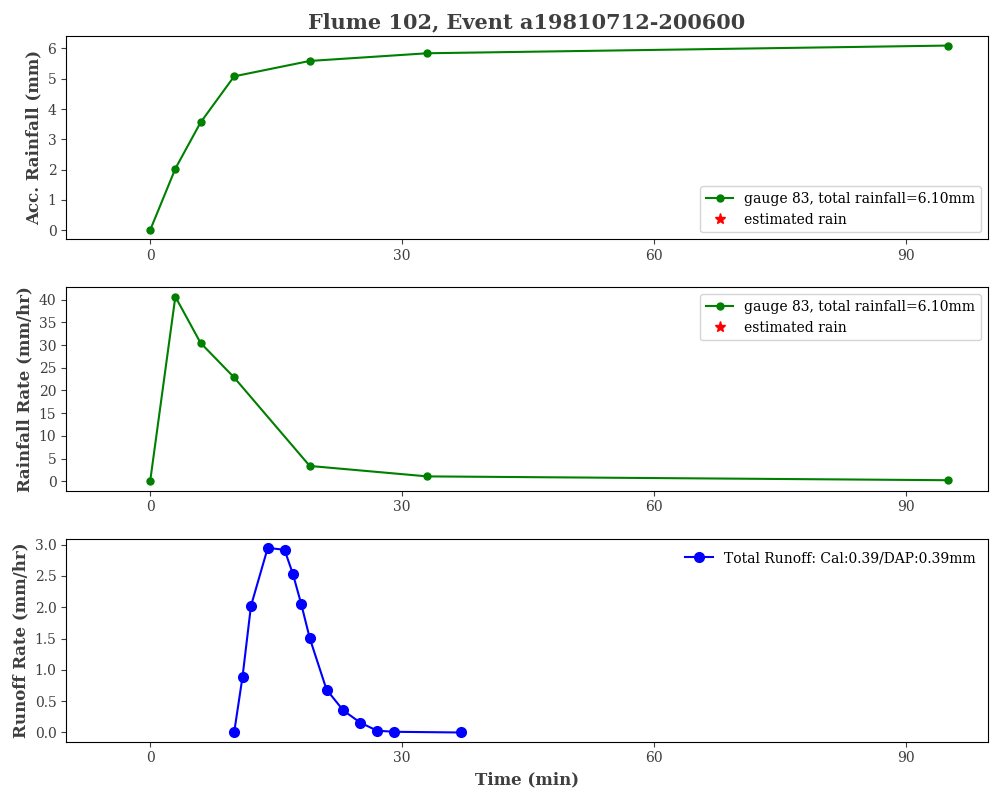 Flume 102, Event a19810712-200600
Acc. Rainfall (mm)
6
5
4
3
2
1
0
gauge 83, total rainfall=6.10mm
estimated rain
0 30 60 90
Rainfall Rate (mm/hr)
40
35
30
25
20
15
10
5
0
gauge 83, total rainfall=6.10mm
estimated rain
0 30 60 90
Runoff Rate (mm/hr)
3.0
2.5
2.0
1.5
1.0
0.5
0.0
Total Runoff: Cal:0.39/DAP:0.39mm
0 30 60 90
Time (min)